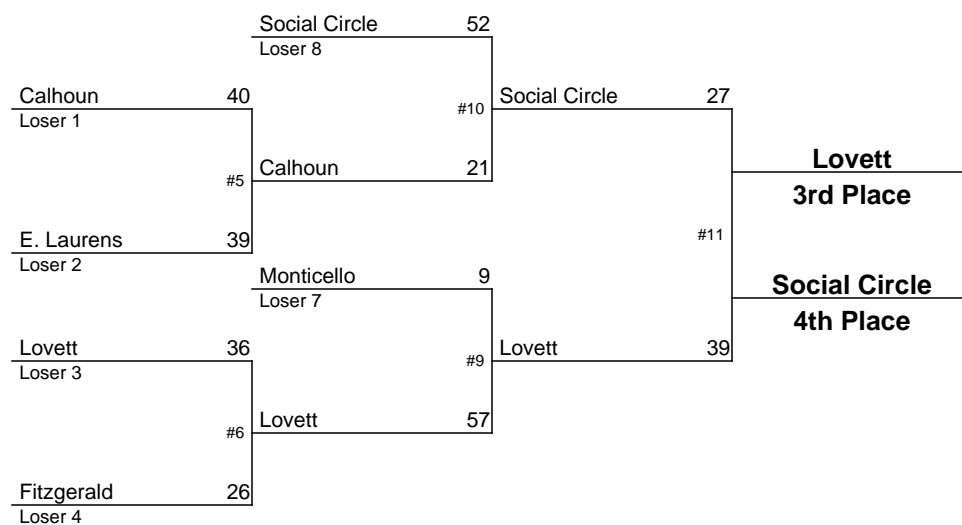 Social Circle 52
Loser 8
Calhoun 40
Loser 1
#10
Social Circle 27
Lovett
3rd Place
#5
Calhoun 21
E. Laurens 39
Loser 2
#11
Monticello 9
Loser 7
Social Circle
4th Place
Lovett 36
Loser 3
#9
Lovett 39
#6
Lovett 57
Fitzgerald 26
Loser 4